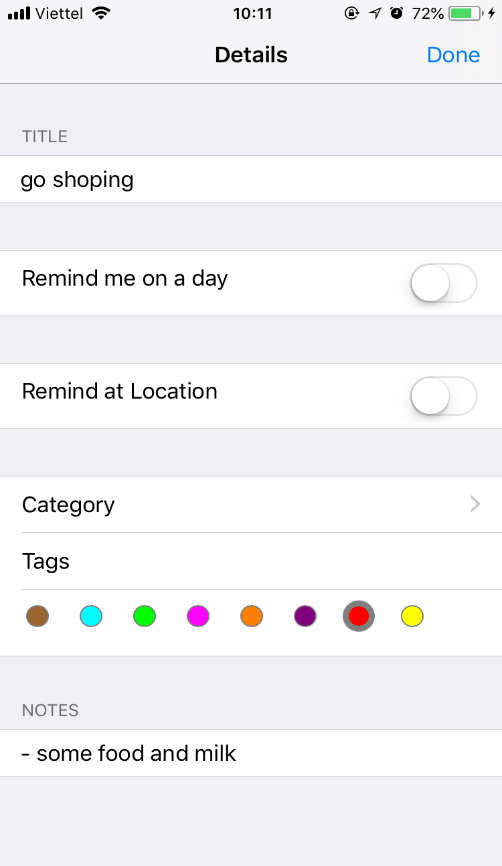 Viettel 10:11 72%
Details Done
TITLE
go shoping
Remind me on a day
Remind at Location
Category
Tags
NOTES
- some food and milk